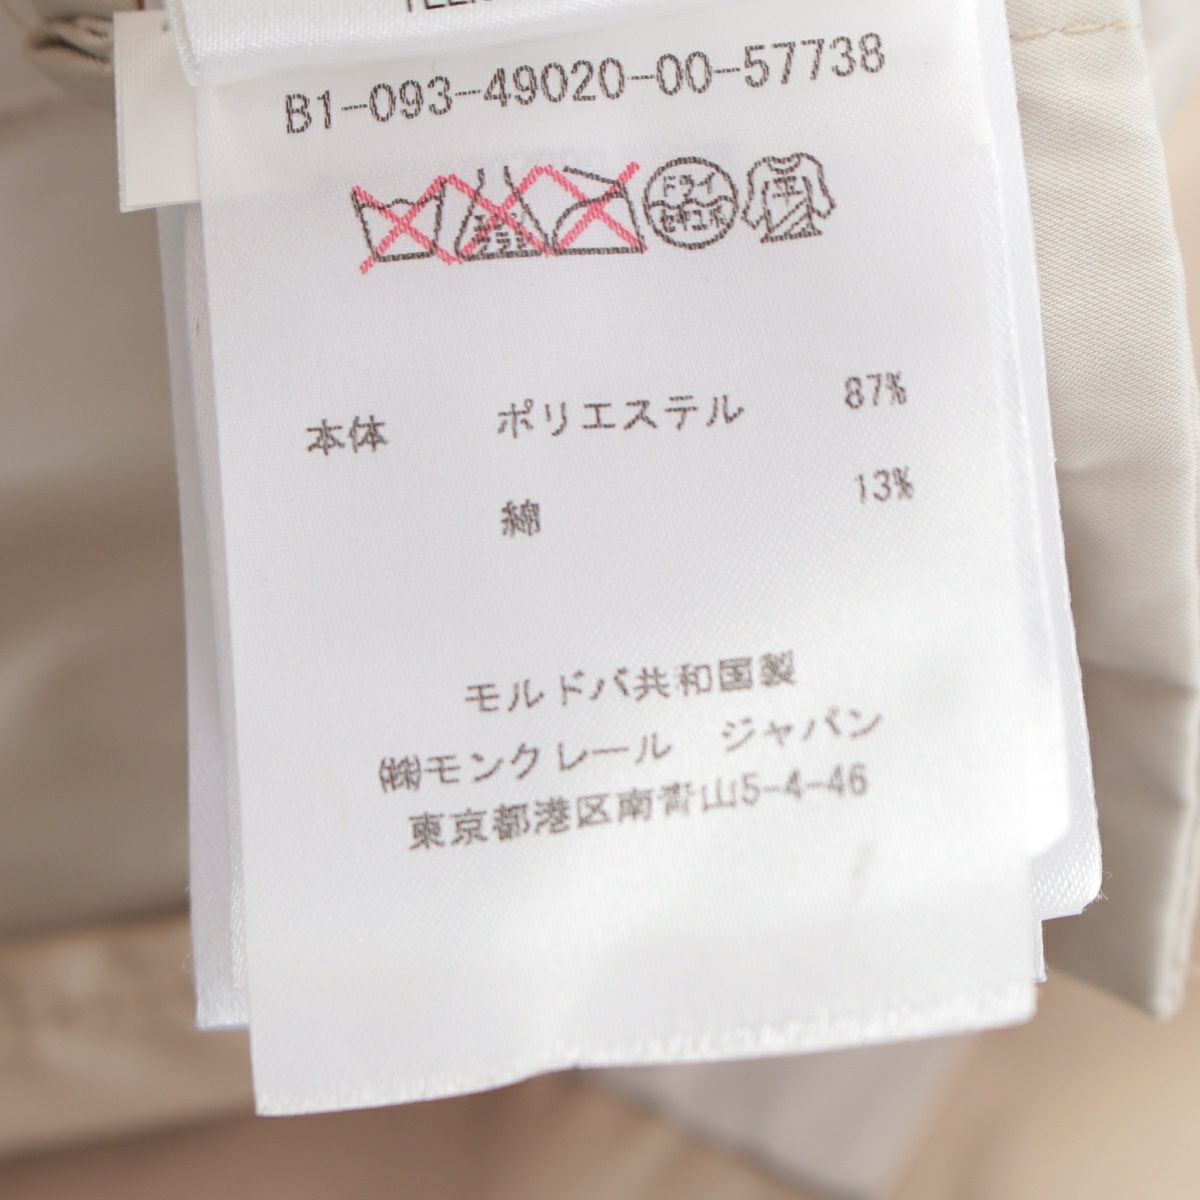 B1-093-49020-00-57738
ドライ
セキユ系
本体 ポリエステル 87%
綿 13%
モルドバ共和国製
㈱モンクレール ジャパン
東京都港区南青山5-4-46